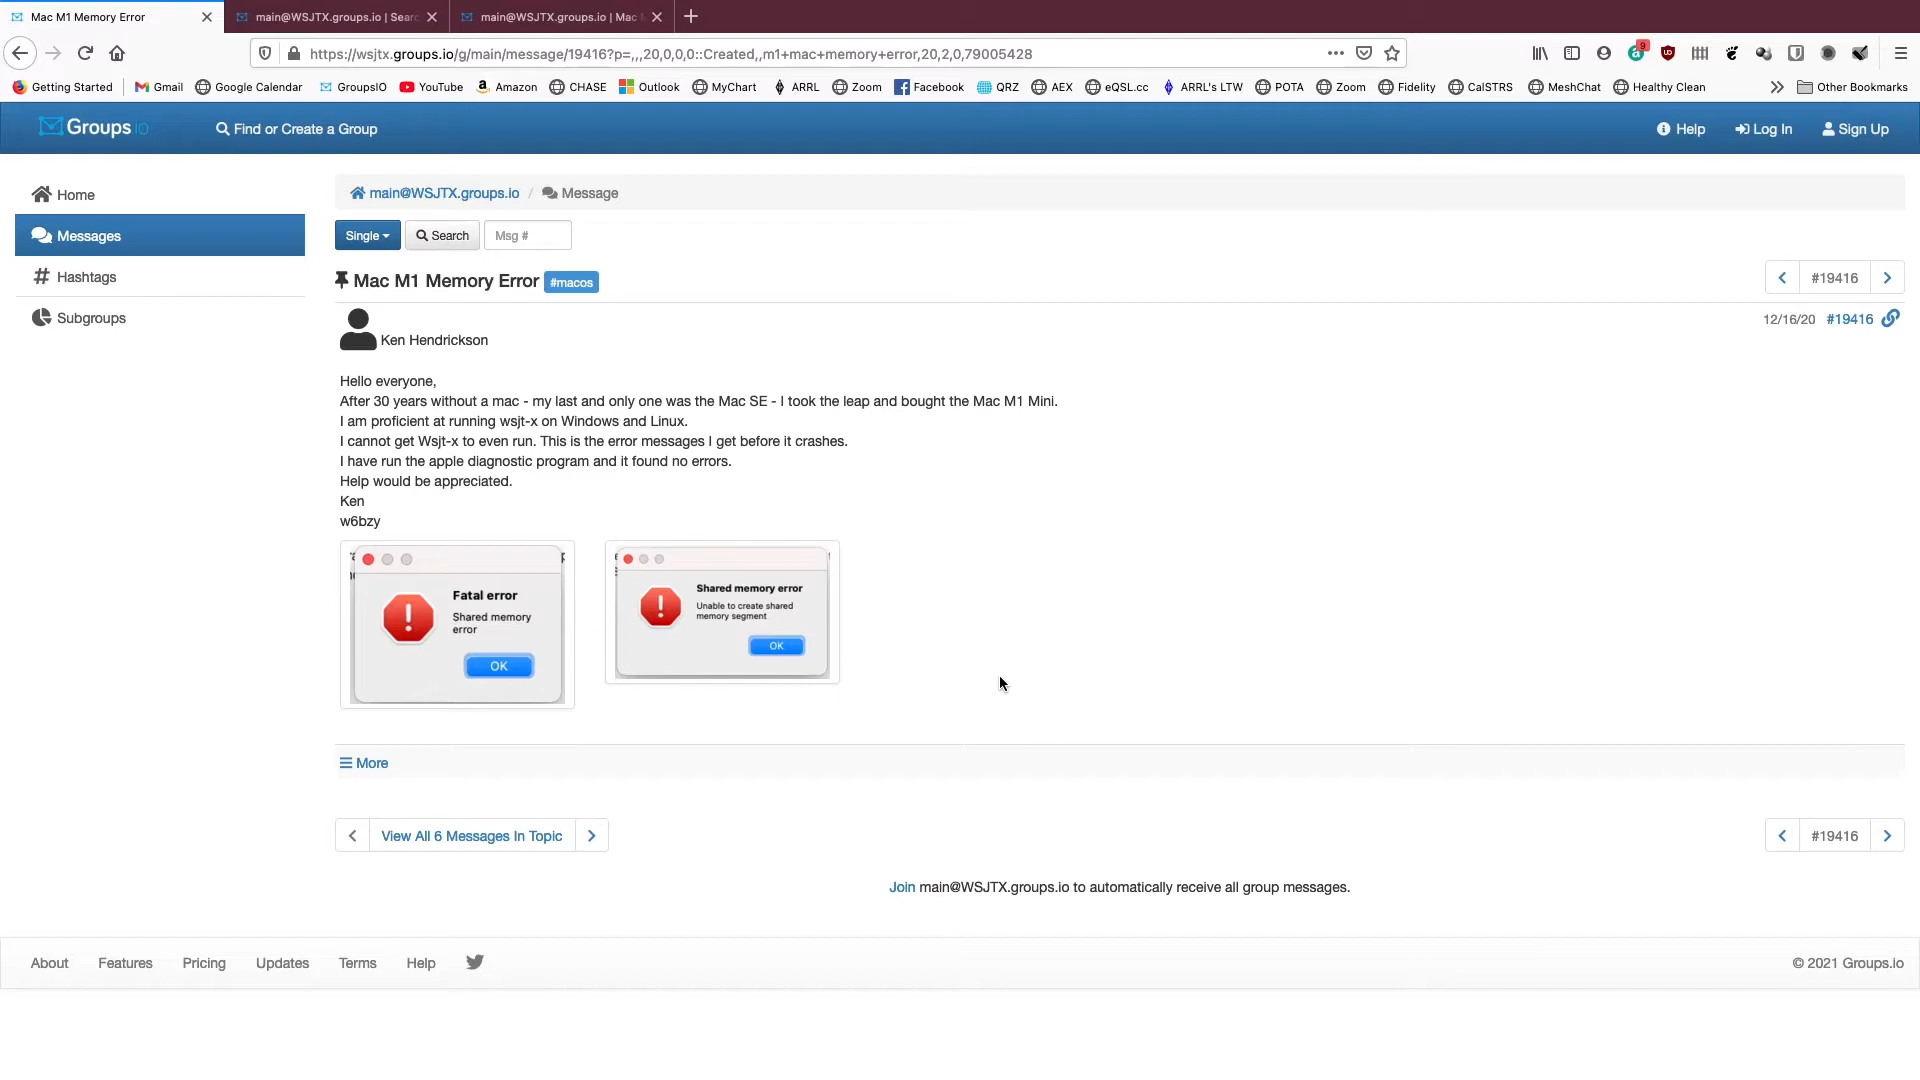 Mac M1 Memory Error
main@WSJTX.groups.io | Searc
main@WSJTX.groups.io | Mac M
https://wsjtx.groups.io/g/main/message/19416?p=,,,20,0,0,0::Created,,m1+mac+memory+error,20,2,0,79005428
9
Getting Started
Gmail
Google Calendar
GroupsIO
YouTube
Amazon
CHASE
Outlook
MyChart
ARRL
Zoom
Facebook
QRZ
AEX
eQSL.cc
ARRL's LTW
POTA
Zoom
Fidelity
CalSTRS
MeshChat
Healthy Clean
Other Bookmarks
Groups.io
Find or Create a Group
Help
Log In
Sign Up
Home
Messages
Hashtags
Subgroups
main@WSJTX.groups.io / Message
Single
Search
Msg #
Mac M1 Memory Error #macos
#19416
Ken Hendrickson
12/16/20 #19416
Hello everyone,
After 30 years without a mac - my last and only one was the Mac SE - I took the leap and bought the Mac M1 Mini.
I am proficient at running wsjt-x on Windows and Linux.
I cannot get Wsjt-x to even run. This is the error messages I get before it crashes.
I have run the apple diagnostic program and it found no errors.
Help would be appreciated.
Ken
w6bzy
Fatal error
Shared memory
error
OK
Shared memory error
Unable to create shared
memory segment
OK
More
View All 6 Messages In Topic
#19416
Join main@WSJTX.groups.io to automatically receive all group messages.
About
Features
Pricing
Updates
Terms
Help
© 2021 Groups.io